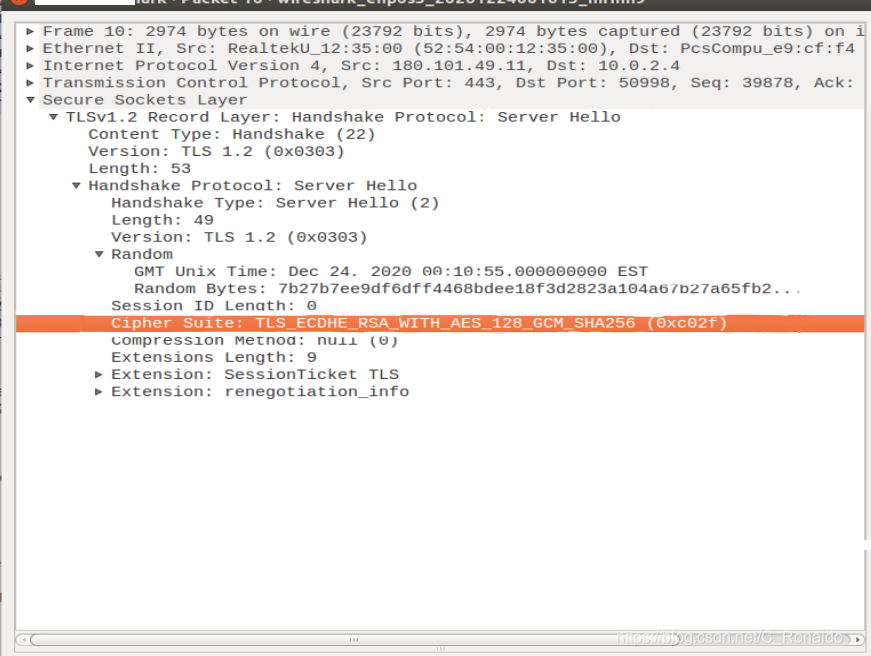 Frame 10: 2974 bytes on wire (23792 bits), 2974 bytes captured (23792 bits) on i
Ethernet II, Src: RealtekU_12:35:00 (52:54:00:12:35:00), Dst: PcsCompu_e9:cf:f4
Internet Protocol Version 4, Src: 180.101.49.11, Dst: 10.0.2.4
Transmission Control Protocol, Src Port: 443, Dst Port: 50998, Seq: 39878, Ack:
Secure Sockets Layer
TLSv1.2 Record Layer: Handshake Protocol: Server Hello
Content Type: Handshake (22)
Version: TLS 1.2 (0x0303)
Length: 53
Handshake Protocol: Server Hello
Handshake Type: Server Hello (2)
Length: 49
Version: TLS 1.2 (0x0303)
Random
GMT Unix Time: Dec 24, 2020 00:10:55.000000000 EST
Random Bytes: 7b27b7ee9df6dff4468bdee18f3d2823a104a67b27a65fb2...
Session ID Length: 0
Cipher Suite: TLS_ECDHE_RSA_WITH_AES_128_GCM_SHA256 (0xc02f)
Compression Method: null (0)
Extensions Length: 9
Extension: SessionTicket TLS
Extension: renegotiation_info
https://blog.csdn.net/C_Ronaldo_